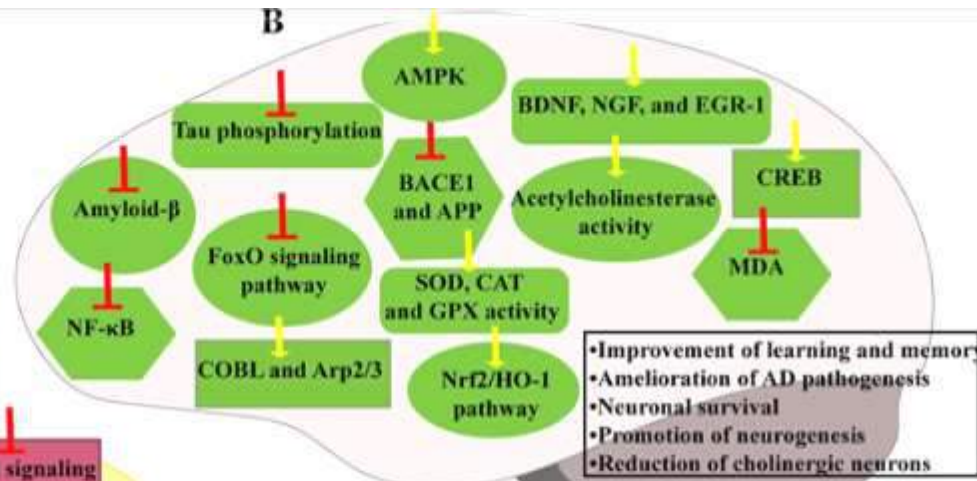 B
AMPK
BDNF, NGF, and EGR-1
Tau phosphorylation
BACE1
and APP
CREB
Amyloid-β
Acetylcholinesterase
activity
FoxO signaling
pathway
MDA
SOD, CAT
and GPX activity
NF-κB
COBL and Arp2/3
Nrf2/HO-1
pathway
•Improvement of learning and memory
•Amelioration of AD pathogenesis
•Neuronal survival
•Promotion of neurogenesis
•Reduction of cholinergic neurons
signaling